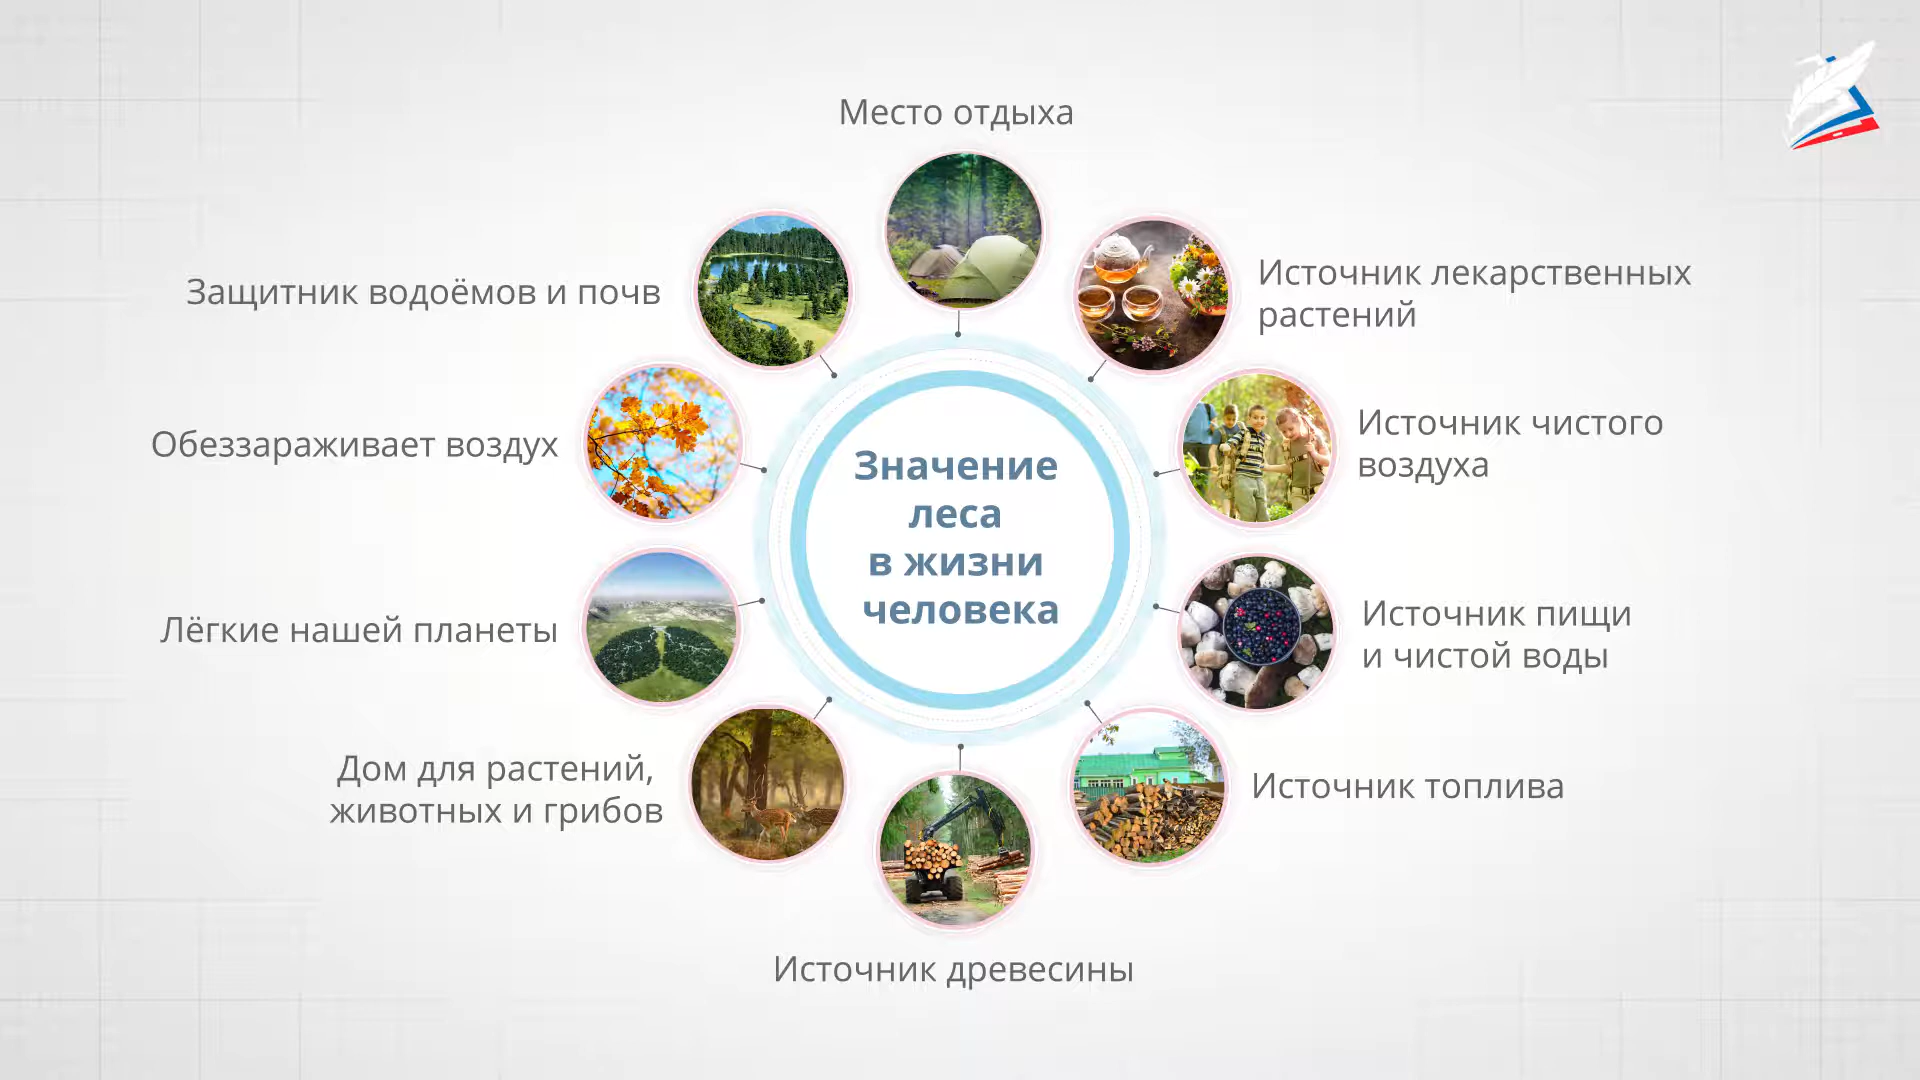 Место отдыха
Источник лекарственных
растений
Защитник водоёмов и почв
Источник чистого
воздуха
Обеззараживает воздух
Значение
леса
в жизни
человека
Источник пищи
и чистой воды
Лёгкие нашей планеты
Дом для растений,
животных и грибов
Источник топлива
Источник древесины